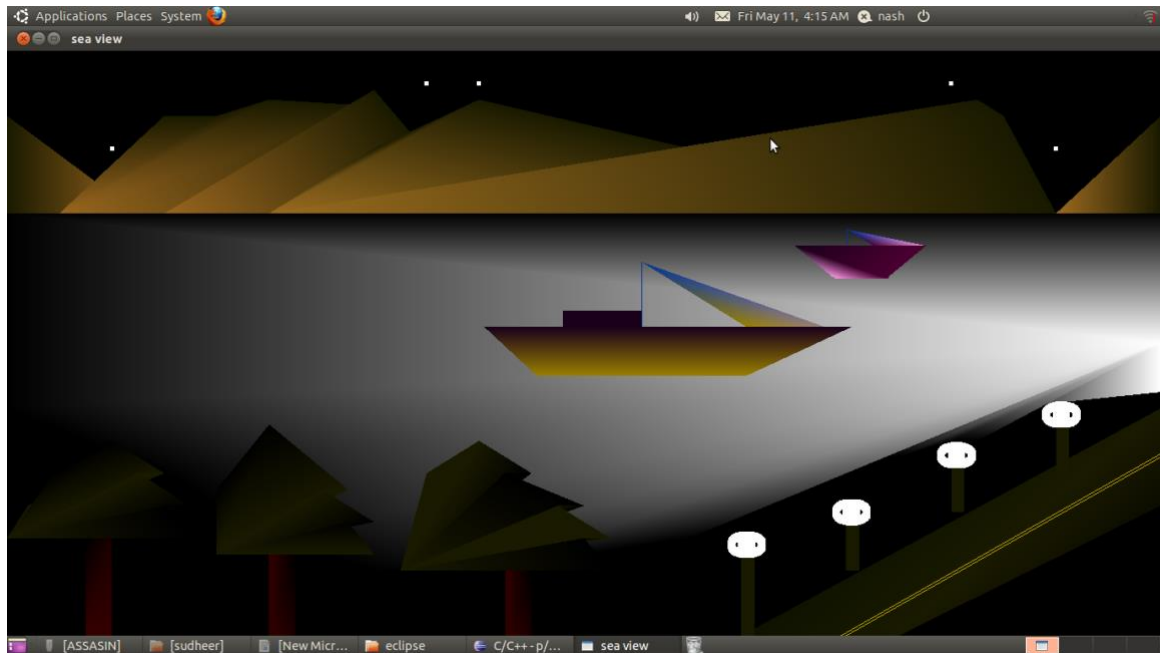 Applications Places System Fri May 11, 4:15 AM nash
sea view
[ASSASIN] [sudheer] [New Micr... eclipse C/C++ - p/... sea view